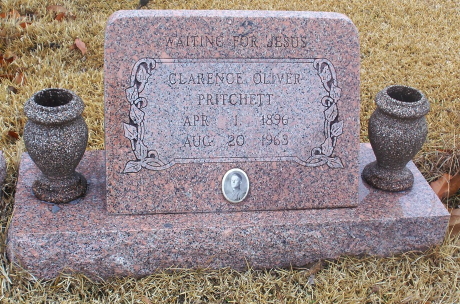 WAITING FOR JESUS
CLARENCE OLIVER
PRITCHETT
APR 1 1896
AUG 20 1963